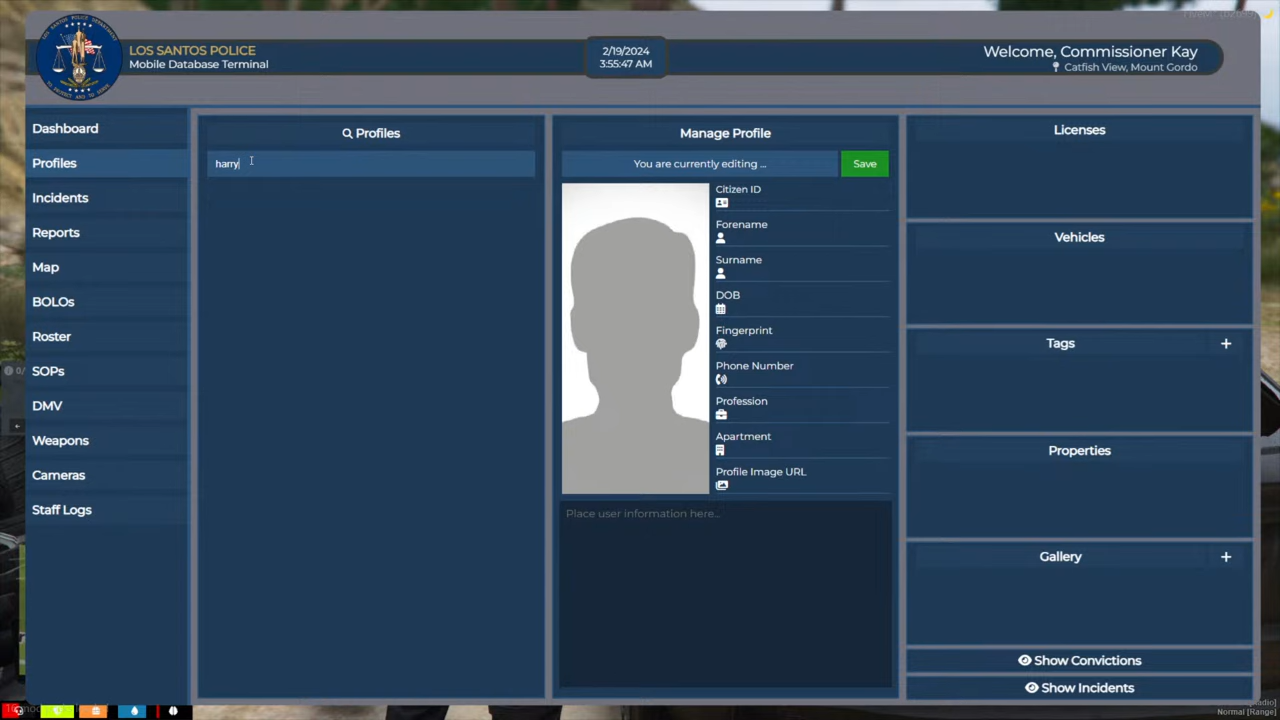 LOS SANTOS POLICE
Mobile Database Terminal
2/19/2024
3:55:47 AM
Welcome, Commissioner Kay
Catfish View, Mount Gordo
Dashboard
Profiles
Incidents
Reports
Map
BOLOs
Roster
SOPs
DMV
Weapons
Cameras
Staff Logs
Profiles
harry
Manage Profile
You are currently editing ...
Save
Citizen ID
Forename
Surname
DOB
Fingerprint
Phone Number
Profession
Apartment
Profile Image URL
Place user information here...
Licenses
Vehicles
Tags
Properties
Gallery
Show Convictions
Show Incidents
Normal [Range]